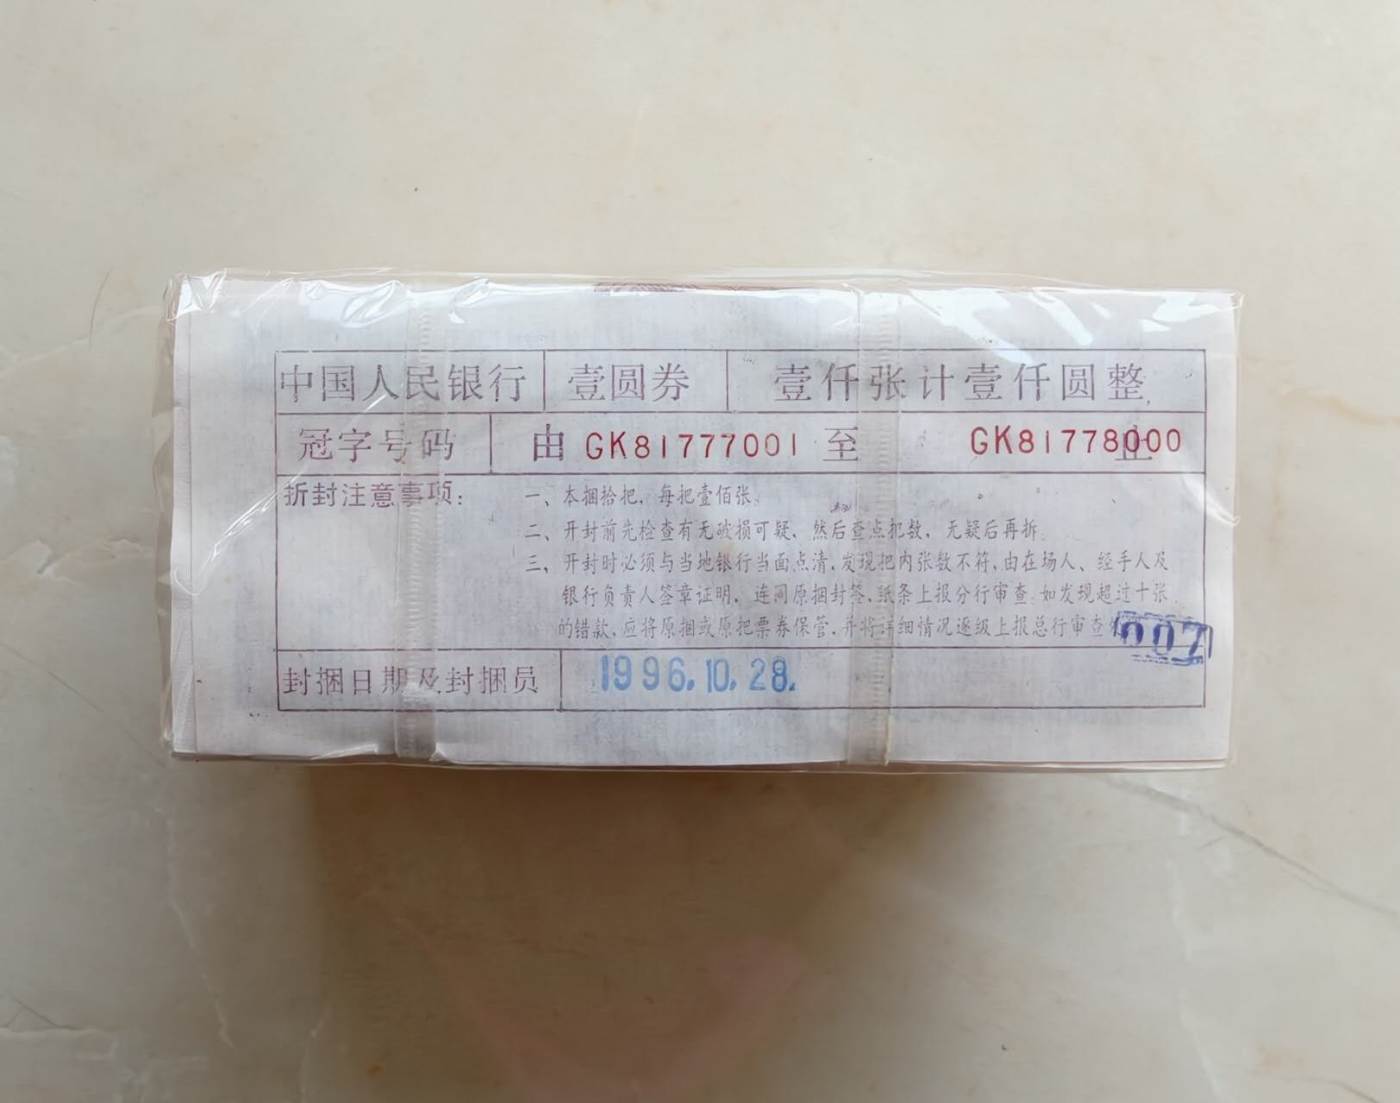 中国人民银行 壹圆券 壹仟张计壹仟圆整
冠字号码 由 GK81777001 至 GK81778000 止
折封注意事项: 一、本捆拾把，每把壹佰张。
二、开封前先检查有无破损可疑、然后查点把数，无疑后再拆。
三、开封时必须与当地银行当面点清，发现把内张数不符，由在场人、经手人及
银行负责人签章证明，连同原捆封签、纸条上报分行审查。如发现超过十张
的错款，应将原捆或原把票券保管，并将详细情况逐级上报总行审查
007
封捆日期及封捆员 1996.10.28.